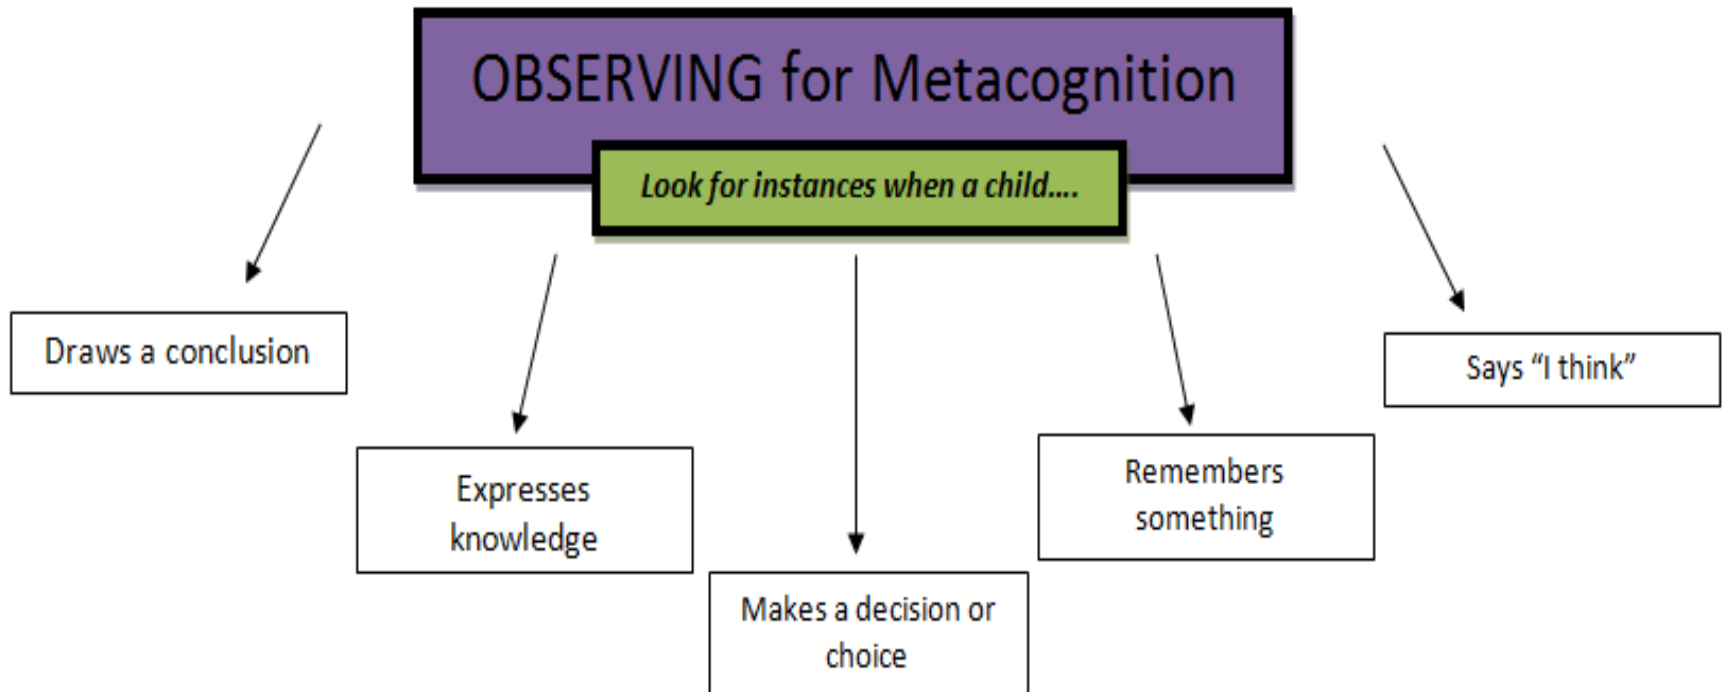 OBSERVING for Metacognition
Look for instances when a child....
Draws a conclusion
Expresses
knowledge
Makes a decision or
choice
Remembers
something
Says “I think”